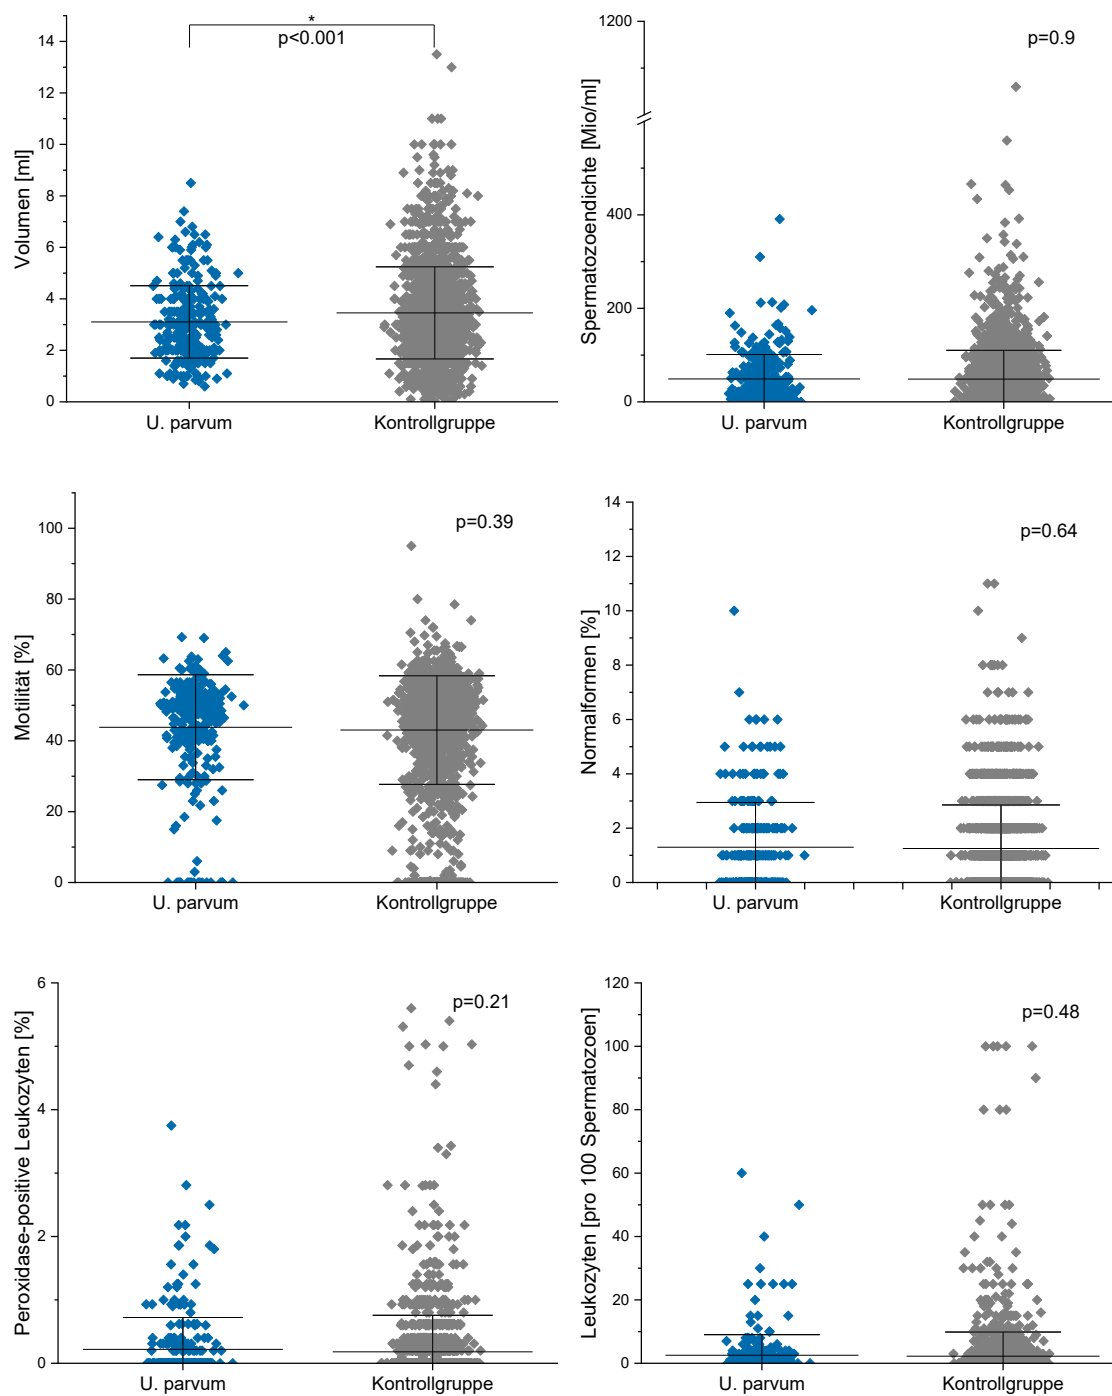 *
p<0.001
Volumen [ml]
14
12
10
8
6
4
2
0
U. parvum
Kontrollgruppe
p=0.9
Spermatozoendichte [Mio/ml]
1200
400
200
0
U. parvum
Kontrollgruppe
p=0.39
Motilität [%]
100
80
60
40
20
0
U. parvum
Kontrollgruppe
p=0.64
Normalformen [%]
14
12
10
8
6
4
2
0
U. parvum
Kontrollgruppe
p=0.21
Peroxidase-positive Leukozyten [%]
6
4
2
0
U. parvum
Kontrollgruppe
p=0.48
Leukozyten [pro 100 Spermatozoen]
120
100
80
60
40
20
0
U. parvum
Kontrollgruppe